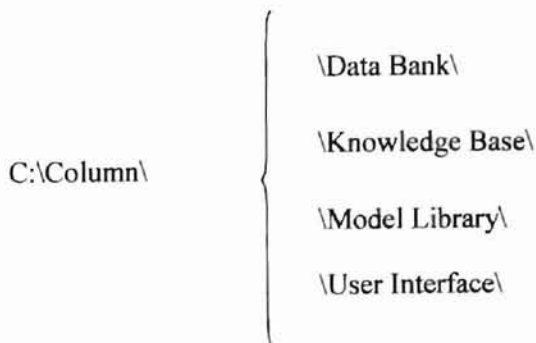 \Data Bank\
\Knowledge Base\
C:\Column\
\Model Library\
\User Interface\